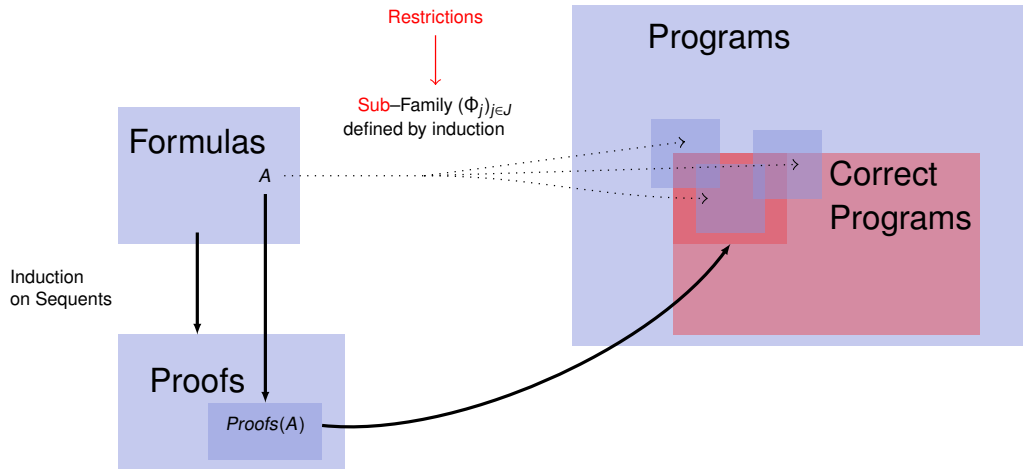 Restrictions
Programs
Sub–Family (Φj)j∈J
defined by induction
Formulas
A
Correct
Programs
Induction
on Sequents
Proofs
Proofs(A)